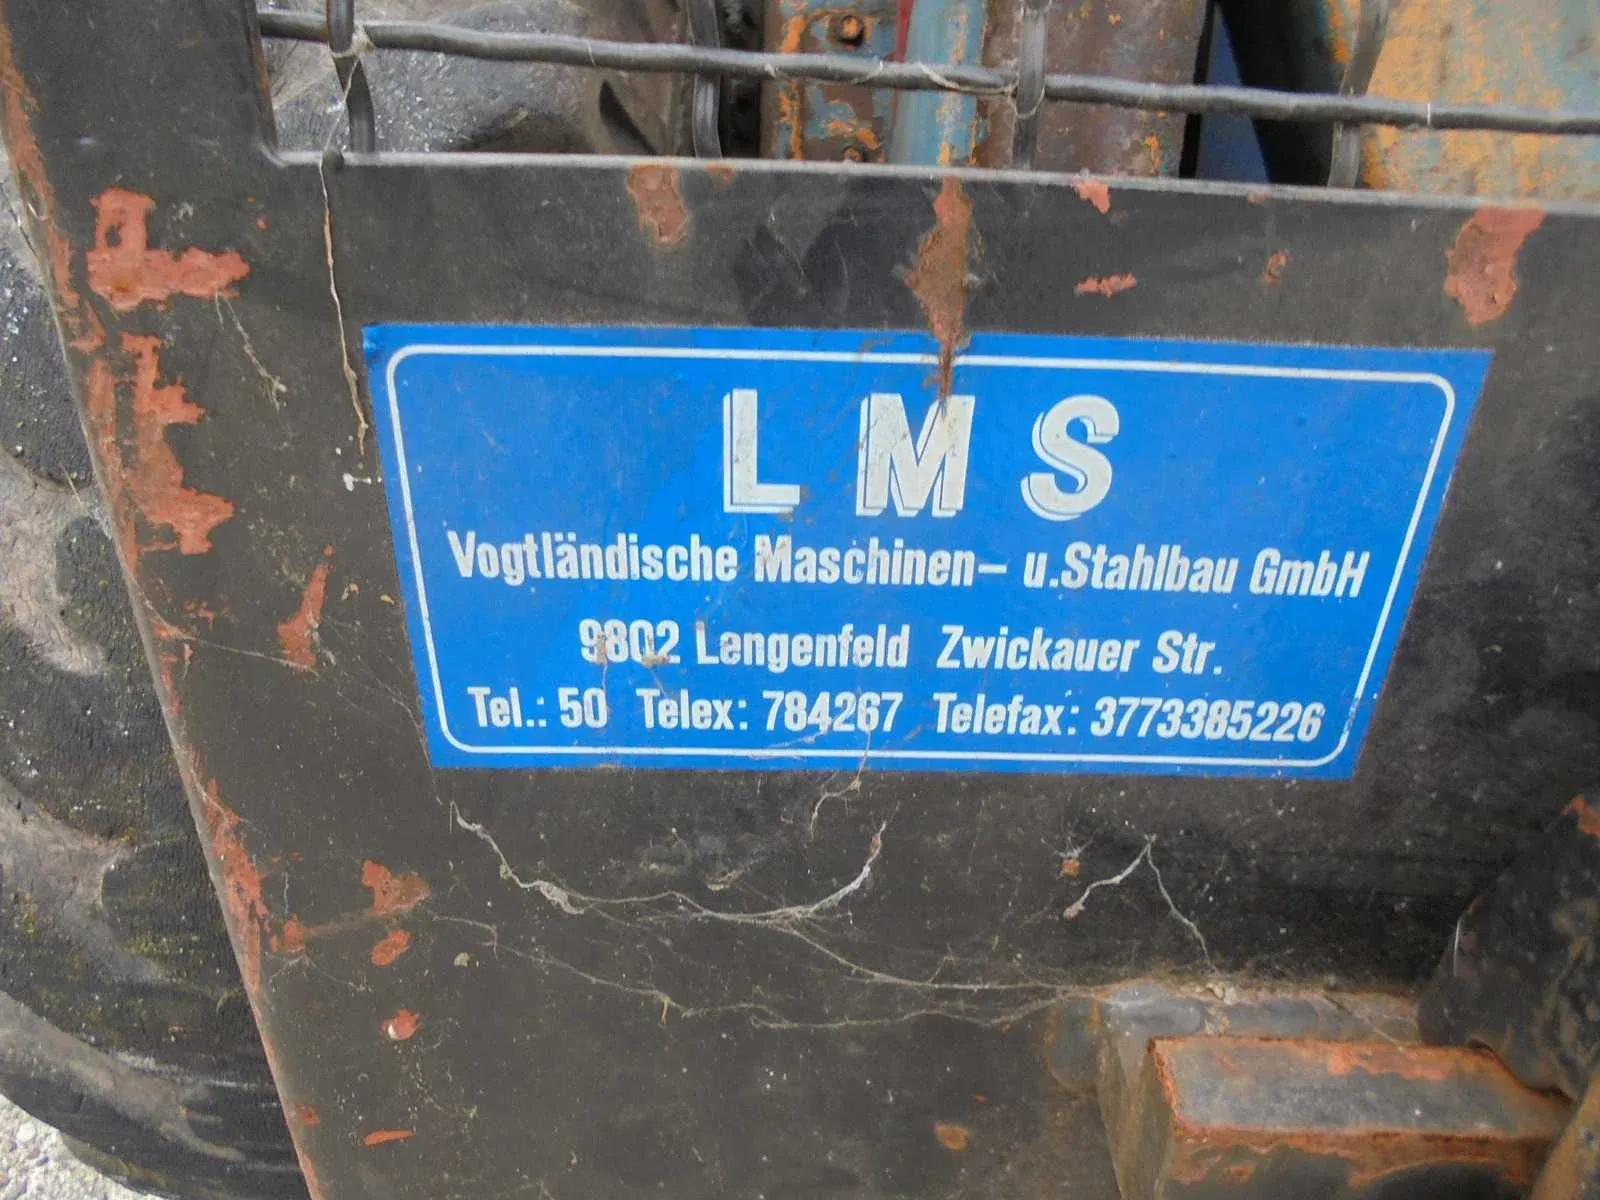 LMS
Vogtländische Maschinen- u.Stahlbau GmbH
9802 Lengenfeld Zwickauer Str.
Tel.: 50 Telex: 784267 Telefax: 3773385226